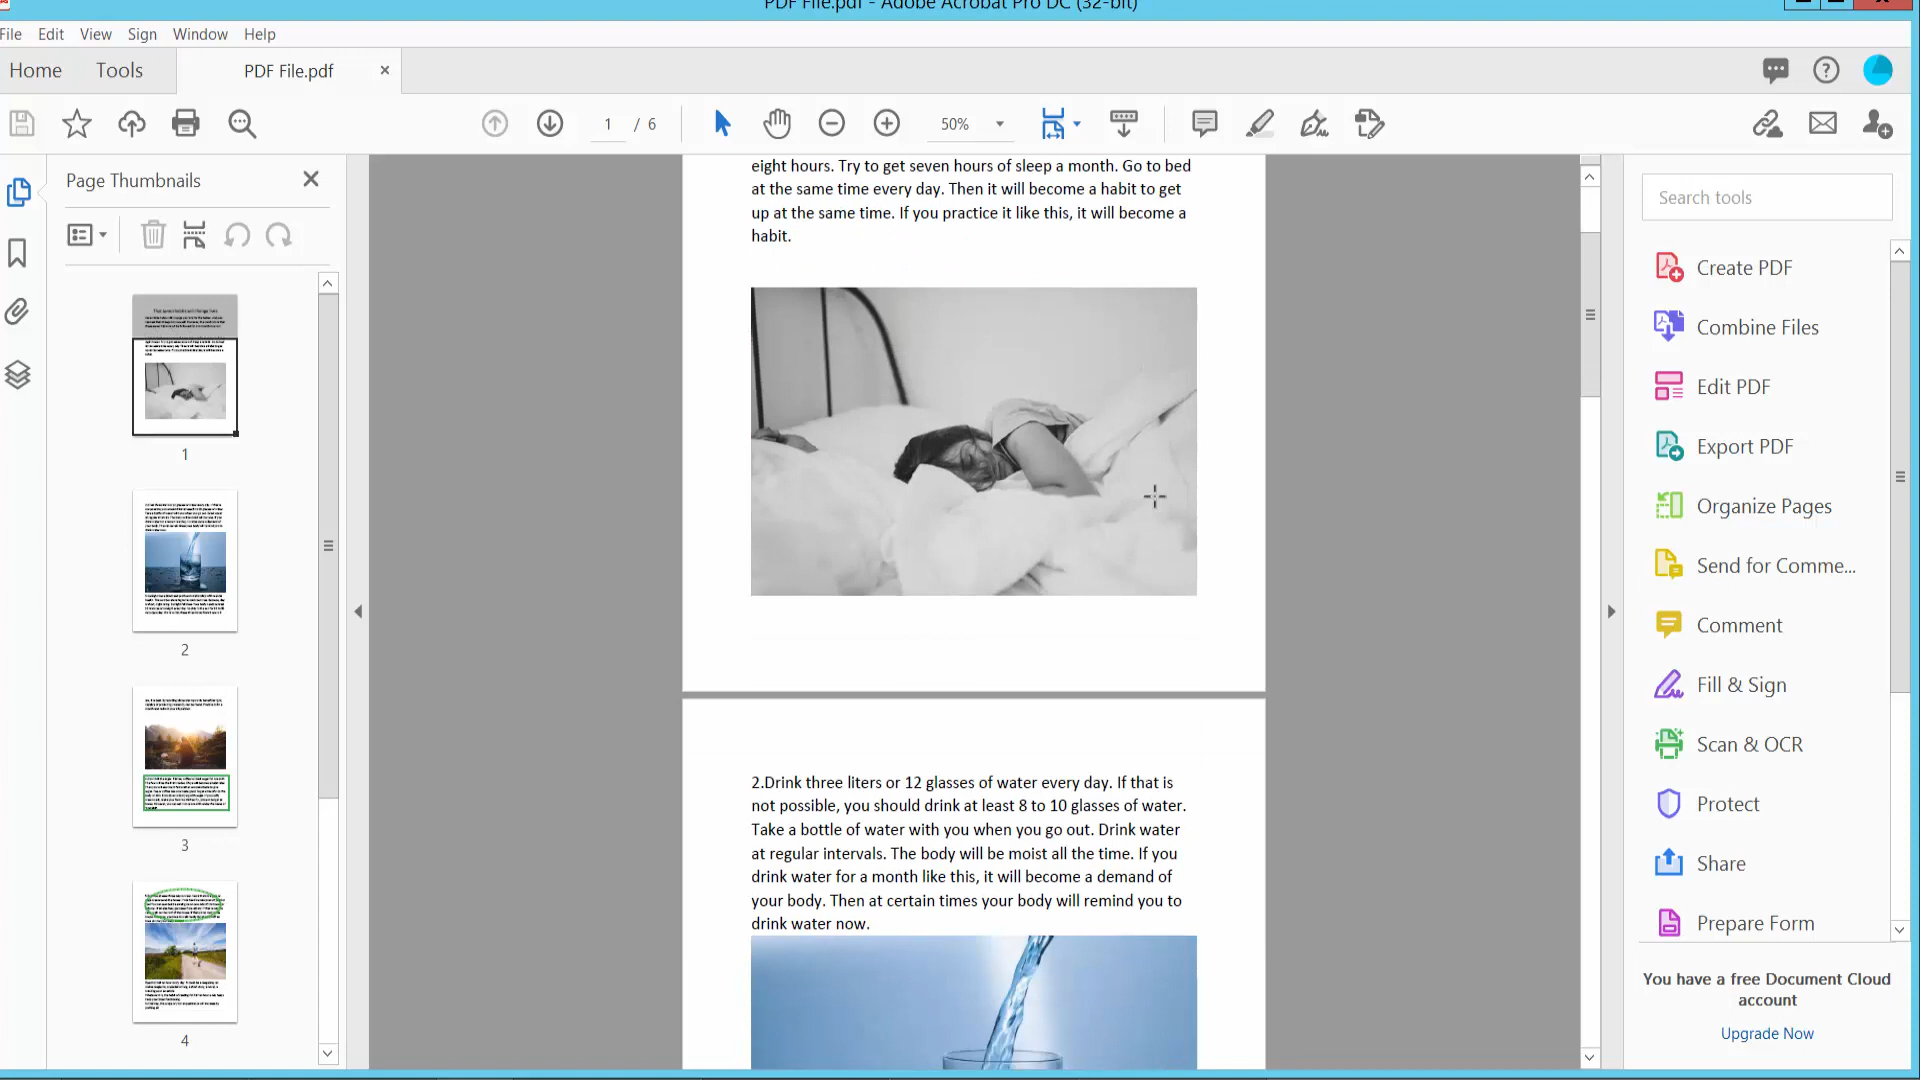 PDF File.pdf - Adobe Acrobat Pro DC (32-bit)
File Edit View Sign Window Help
Home Tools PDF File.pdf
1 / 6 50%
Page Thumbnails
1
2
3
4
eight hours. Try to get seven hours of sleep a month. Go to bed
at the same time every day. Then it will become a habit to get
up at the same time. If you practice it like this, it will become a
habit.
2.Drink three liters or 12 glasses of water every day. If that is
not possible, you should drink at least 8 to 10 glasses of water.
Take a bottle of water with you when you go out. Drink water
at regular intervals. The body will be moist all the time. If you
drink water for a month like this, it will become a demand of
your body. Then at certain times your body will remind you to
drink water now.
Search tools
Create PDF
Combine Files
Edit PDF
Export PDF
Organize Pages
Send for Comme...
Comment
Fill & Sign
Scan & OCR
Protect
Share
Prepare Form
You have a free Document Cloud
account
Upgrade Now